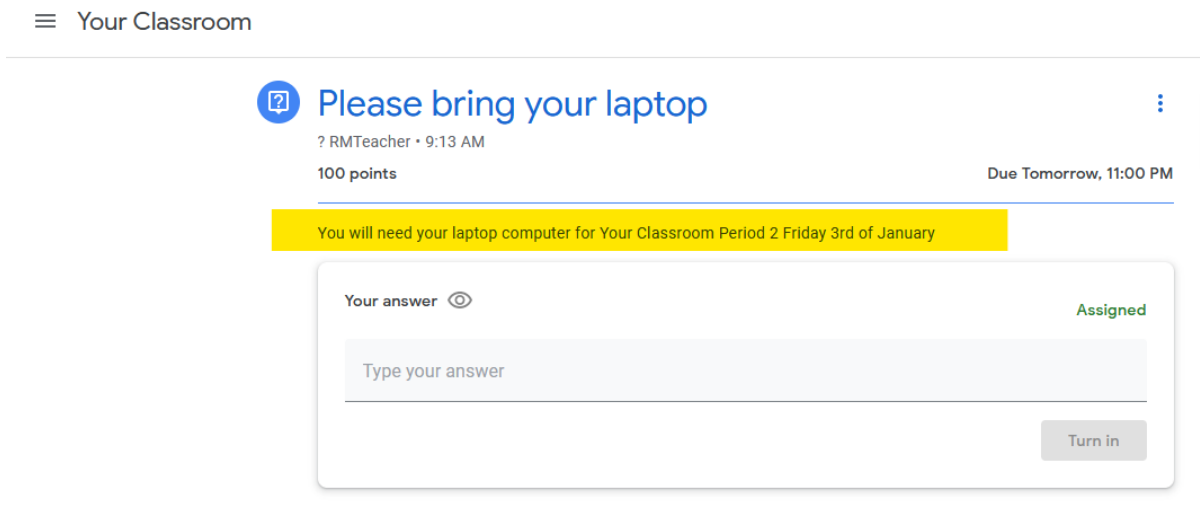 Your Classroom
Please bring your laptop
? RMTeacher • 9:13 AM
100 points
Due Tomorrow, 11:00 PM
You will need your laptop computer for Your Classroom Period 2 Friday 3rd of January
Your answer
Assigned
Type your answer
Turn in